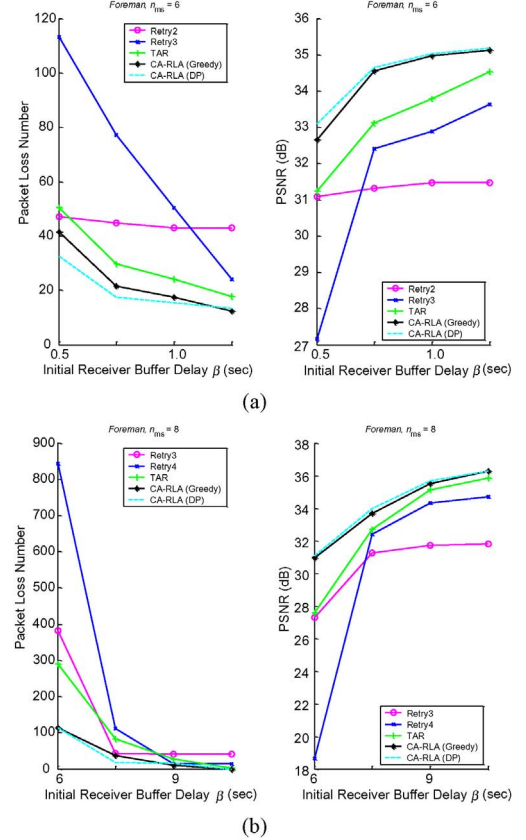 Foreman, n_ms = 6
Packet Loss Number
120
100
80
60
40
20
0
Retry2
Retry3
TAR
CA-RLA (Greedy)
CA-RLA (DP)
0.5
1.0
Initial Receiver Buffer Delay β (sec)
Foreman, n_ms = 6
PSNR (dB)
36
35
34
33
32
31
30
29
28
27
Retry2
Retry3
TAR
CA-RLA (Greedy)
CA-RLA (DP)
0.5
1.0
Initial Receiver Buffer Delay β (sec)
(a)
Foreman, n_ms = 8
Packet Loss Number
900
800
700
600
500
400
300
200
100
0
Retry3
Retry4
TAR
CA-RLA (Greedy)
CA-RLA (DP)
6
9
Initial Receiver Buffer Delay β (sec)
Foreman, n_ms = 8
PSNR (dB)
38
36
34
32
30
28
26
24
22
20
18
Retry3
Retry4
TAR
CA-RLA (Greedy)
CA-RLA (DP)
6
9
Initial Receiver Buffer Delay β (sec)
(b)